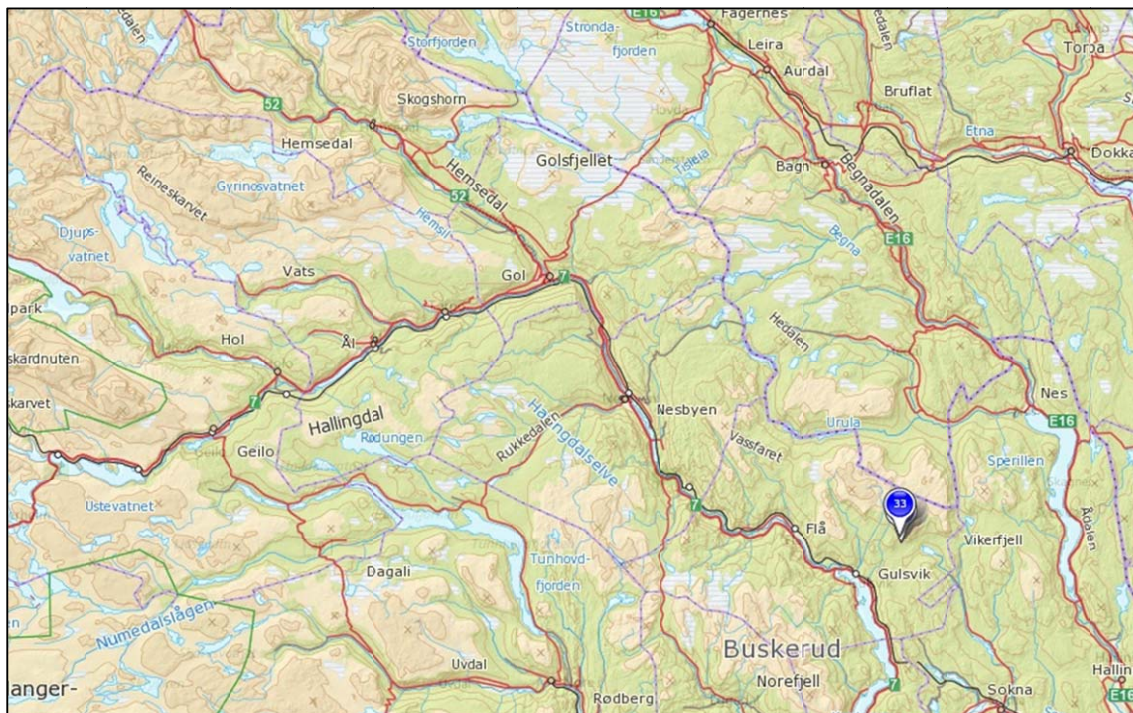 E16
Fagernes
Leira
Aurdal
Torpa
Bruflat
Stronda-
fjorden
Storfjorden
52
Skogshorn
Hemsedal
Etna
Dokka
Golsfjellet
Tisleia
Bagn
Begnadalen
Reineskarvet
Gyrinosvatnet
Hemsedal
52
Hemsil
Djups-
vatnet
Begna
E16
Vats
Gol
7
Hedalen
Hol
Ål
skardnuten
skarvet
7
Hallingdal
Nesbyen
Nes
E16
Rødungen
Rukkedalen
Hallingdalselve
Vassfaret
Urula
Geilo
Sperillen
Ustevatnet
33
7
Flå
Vikerfjell
Ådalen
Tunhovd-
fjorden
Dagali
Gulsvik
Numedalslågen
Buskerud
Uvdal
Norefjell
7
Hallin
E16
anger-
Rødberg
Sokna